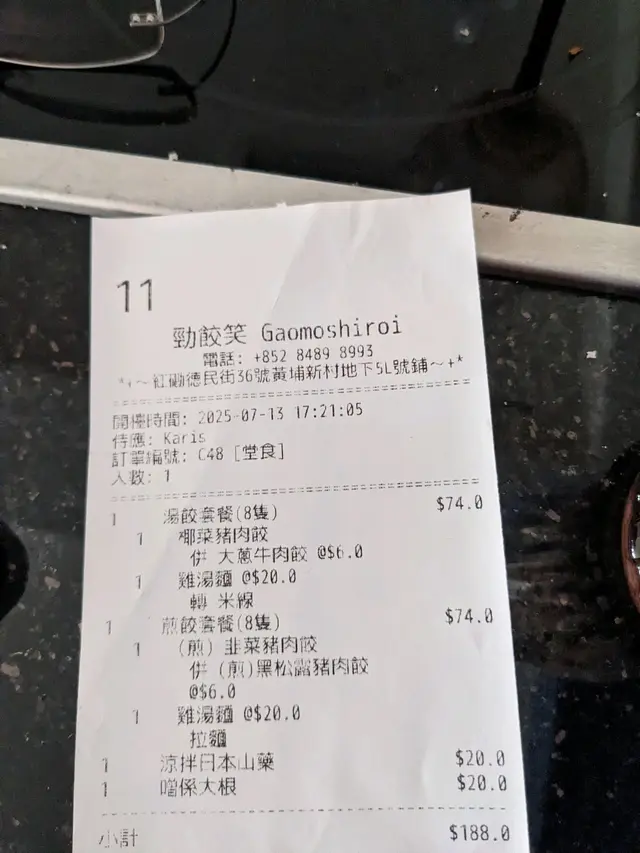 11
勁餃笑 Gaomoshiroi
電話: +852 8489 8993
*+~紅磡德民街36號黃埔新村地下5L號鋪~+*
開檯時間: 2025-07-13 17:21:05
侍應: Karis
訂單編號: C48 [堂食]
人數: 1
1 湯餃套餐(8隻) $74.0
1 椰菜豬肉餃
併 大蔥牛肉餃 @$6.0
1 雞湯麵 @$20.0
轉 米線
1 煎餃套餐(8隻) $74.0
1 (煎) 韭菜豬肉餃
併 (煎)黑松露豬肉餃
@$6.0
1 雞湯麵 @$20.0
拉麵
1 涼拌日本山藥 $20.0
1 噹係大根 $20.0
小計 $188.0